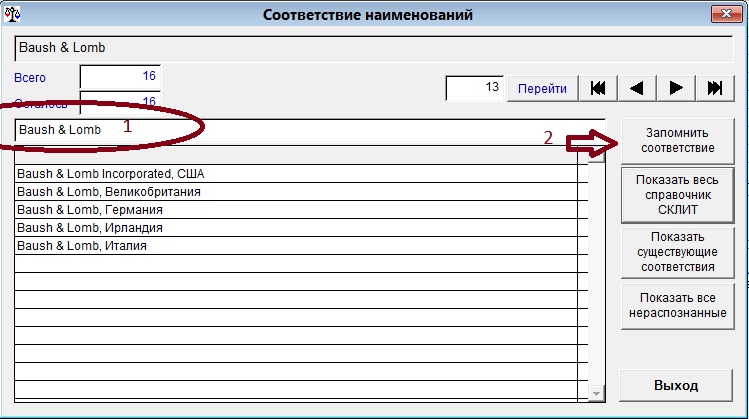 Соответствие наименований
Baush & Lomb
Всего 16
Осталось 16
13 Перейти
Baush & Lomb 1
2
Запомнить
соответствие
Baush & Lomb Incorporated, США
Baush & Lomb, Великобритания
Baush & Lomb, Германия
Baush & Lomb, Ирландия
Baush & Lomb, Италия
Показать весь
справочник
СКЛИТ
Показать
существующие
соответствия
Показать все
нераспознанные
Выход